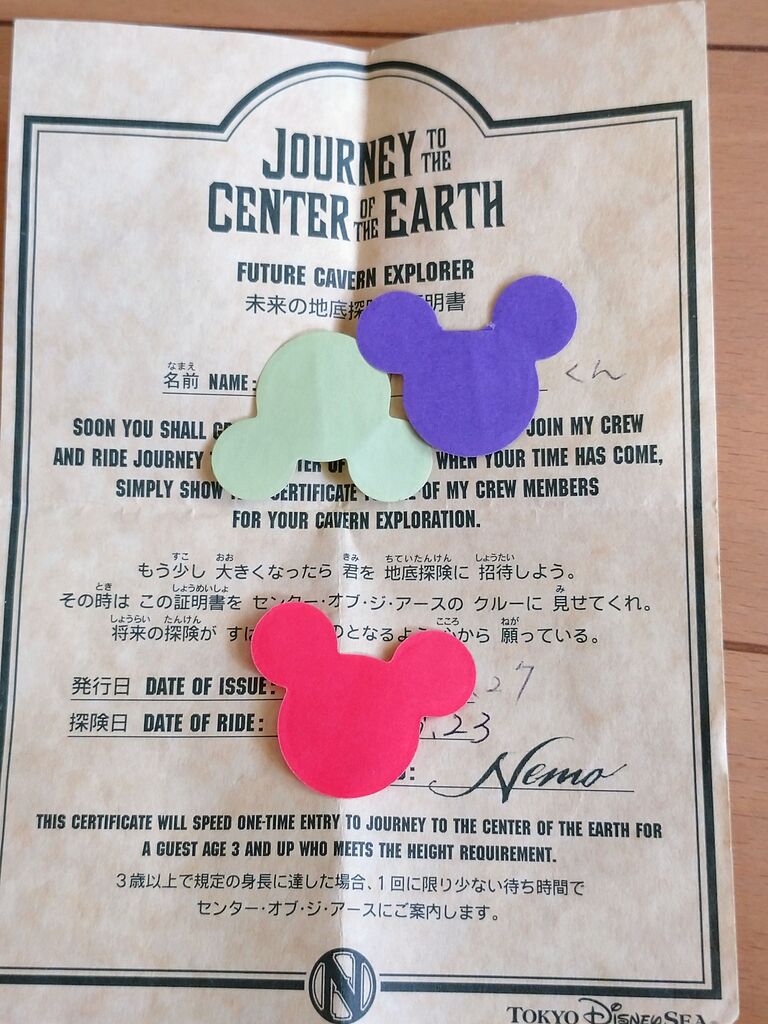 JOURNEY TO THE
CENTER OF THE EARTH
FUTURE CAVERN EXPLORER
未来の地底探 明書
なまえ
名前 NAME: くん
SOON YOU SHALL JOIN MY CREW
AND RIDE JOURNEY OF WHEN YOUR TIME HAS COME,
SIMPLY SHOW CERTIFICATE OF MY CREW MEMBERS
FOR YOUR CAVERN EXPLORATION.
すこ おお きみ ちていたんけん しょうたい
もう少し 大きくなったら 君を 地底探険に 招待しよう。
とき しょうめいしょ み
その時は この証明書を センター・オブ・ジ・アースの クルーに 見せてくれ。
しょうらい たんけん こころ ねが
将来の探険が すば のとなるよ 心から 願っている。
発行日 DATE OF ISSUE: .27
探険日 DATE OF RIDE: .23
Nemo
THIS CERTIFICATE WILL SPEED ONE-TIME ENTRY TO JOURNEY TO THE CENTER OF THE EARTH FOR
A GUEST AGE 3 AND UP WHO MEETS THE HEIGHT REQUIREMENT.
3歳以上で規定の身長に達した場合、1回に限り少ない待ち時間で
センター・オブ・ジ・アースにご案内します。
N
TOKYO DISNEYSEA